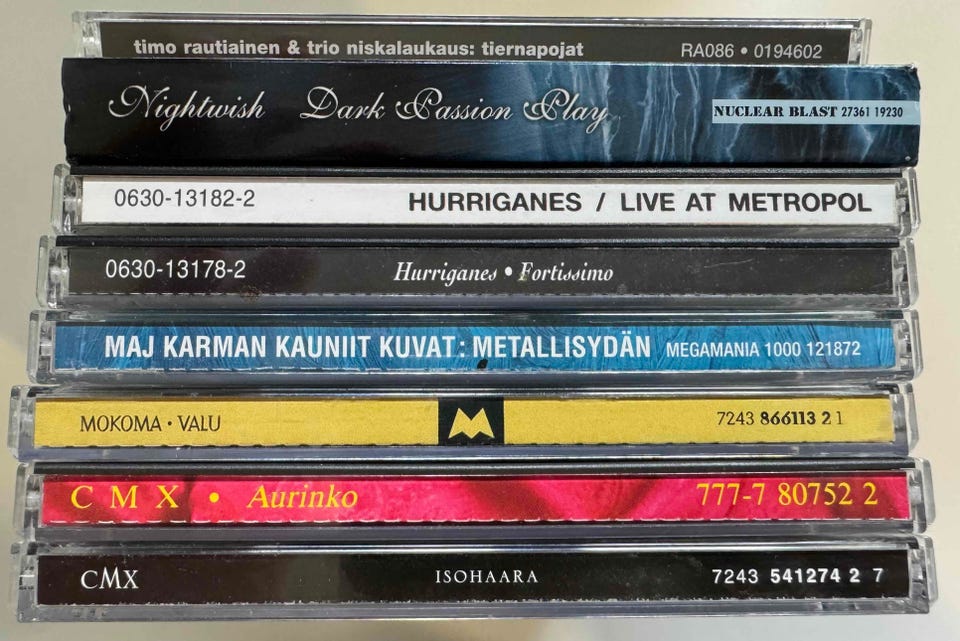 timo rautiainen & trio niskalaukaus: tiernapojat RA086 • 0194602
Nightwish Dark Passion Play NUCLEAR BLAST 27361 19230
0630-13182-2 HURRIGANES / LIVE AT METROPOL
0630-13178-2 Hurriganes • Fortissimo
MAJ KARMAN KAUNIIT KUVAT: METALLISYDÄN MEGAMANIA 1000 121872
MOKOMA • VALU M 7243 866113 2 1
CMX • Aurinko 777-7 80752 2
CMX ISOHAARA 7243 541274 2 7